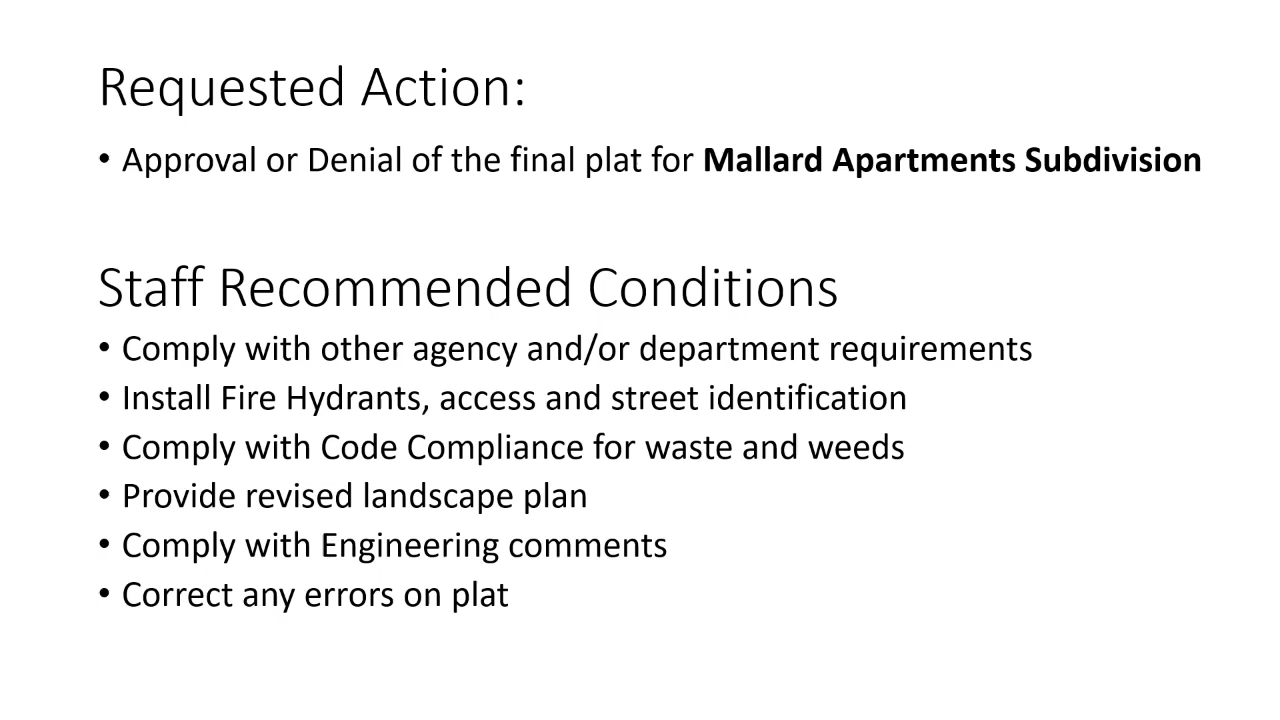 Requested Action:
• Approval or Denial of the final plat for Mallard Apartments Subdivision
Staff Recommended Conditions
• Comply with other agency and/or department requirements
• Install Fire Hydrants, access and street identification
• Comply with Code Compliance for waste and weeds
• Provide revised landscape plan
• Comply with Engineering comments
• Correct any errors on plat